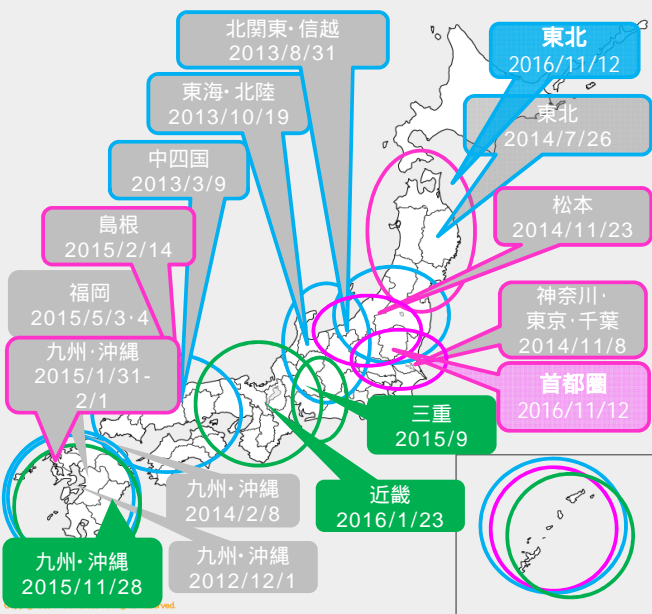 北関東・信越
2013/8/31
東北
2016/11/12
東海・北陸
2013/10/19
東北
2014/7/26
中四国
2013/3/9
松本
2014/11/23
島根
2015/2/14
福岡
2015/5/3・4
神奈川・
東京・千葉
2014/11/8
九州・沖縄
2015/1/31-
2/1
首都圏
2016/11/12
三重
2015/9
九州・沖縄
2014/2/8
近畿
2016/1/23
九州・沖縄
2015/11/28
九州・沖縄
2012/12/1